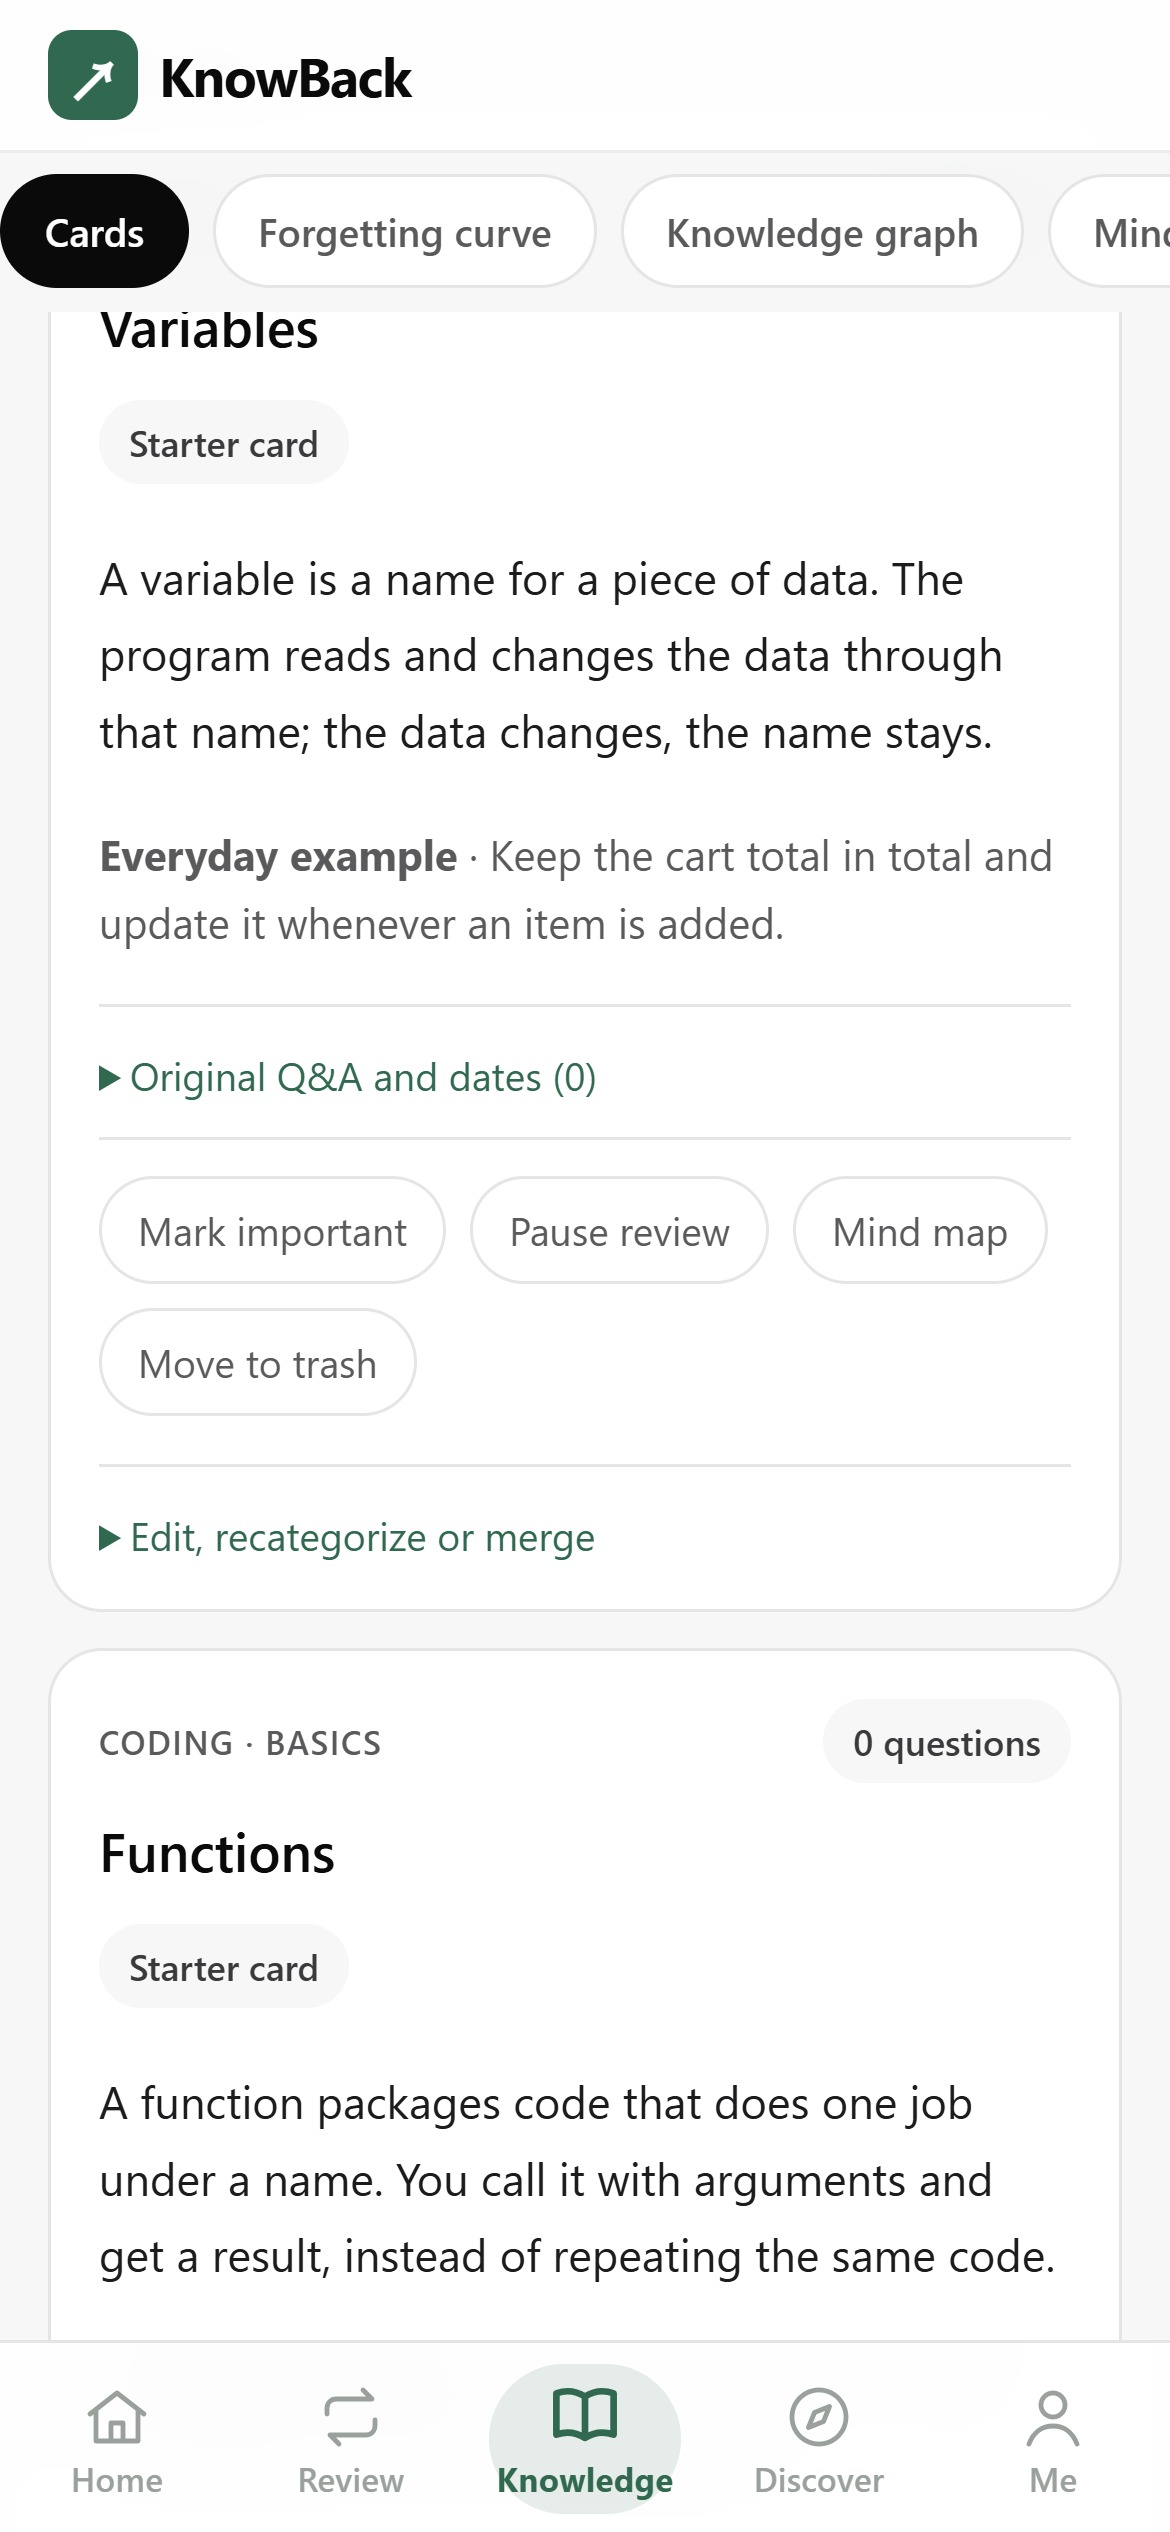 KnowBack
Cards
Forgetting curve
Knowledge graph
Variables
Starter card
A variable is a name for a piece of data. The
program reads and changes the data through
that name; the data changes, the name stays.
Everyday example · Keep the cart total in total and
update it whenever an item is added.
Original Q&A and dates (0)
Mark important
Pause review
Mind map
Move to trash
Edit, recategorize or merge
CODING · BASICS
0 questions
Functions
Starter card
A function packages code that does one job
under a name. You call it with arguments and
get a result, instead of repeating the same code.
Home
Review
Knowledge
Discover
Me